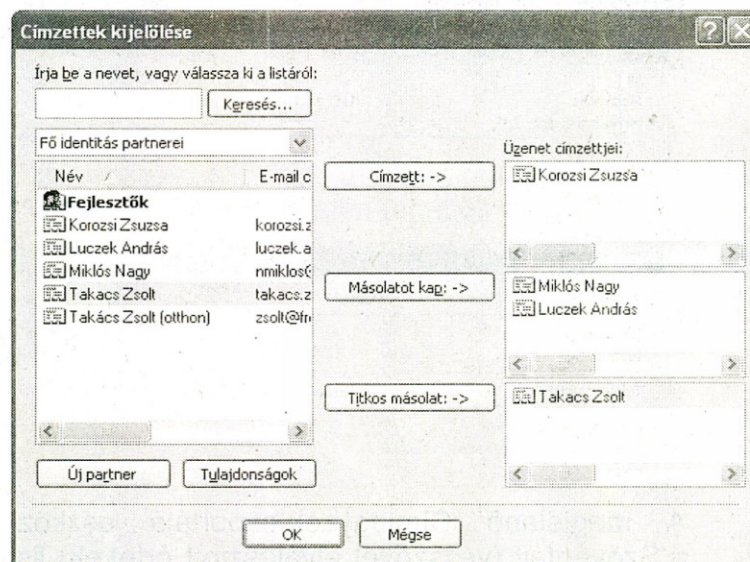 Címzettek kijelölése
Írja be a nevet, vagy válassza ki a listáról:
Keresés...
Fő identitás partnerei
Név E-mail c
Fejlesztők
Korozsi Zsuzsa korozsi.z
Luczek András luczek.a
Miklós Nagy nmiklos(
Takacs Zsolt takacs.z
Takács Zsolt (otthon) zsolt@fr
Új partner Tulajdonságok
Címzett: ->
Másolatot kap: ->
Titkos másolat: ->
Üzenet címzettjei:
Korozsi Zsuzsa
Miklós Nagy
Luczek András
Takacs Zsolt
OK Mégse